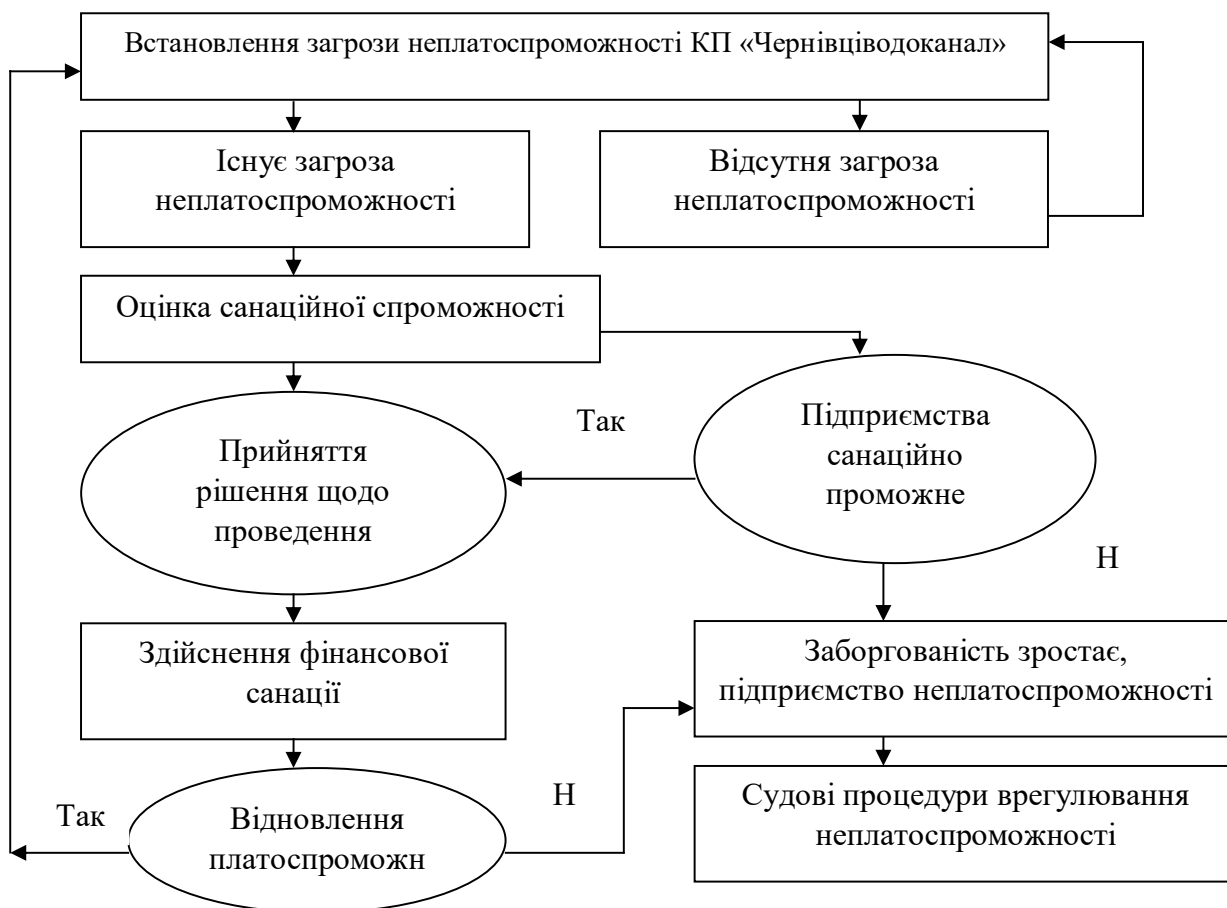 Встановлення загрози неплатоспроможності КП «Чернівціводоканал»
Існує загроза
неплатоспроможності
Відсутня загроза
неплатоспроможності
Оцінка санаційної спроможності
Прийняття
рішення щодо
проведення
Так
Підприємства
санаційно
проможне
Н
Здійснення фінансової
санації
Заборгованість зростає,
підприємство неплатоспроможності
Так
Відновлення
платоспроможн
Н
Судові процедури врегулювання
неплатоспроможності